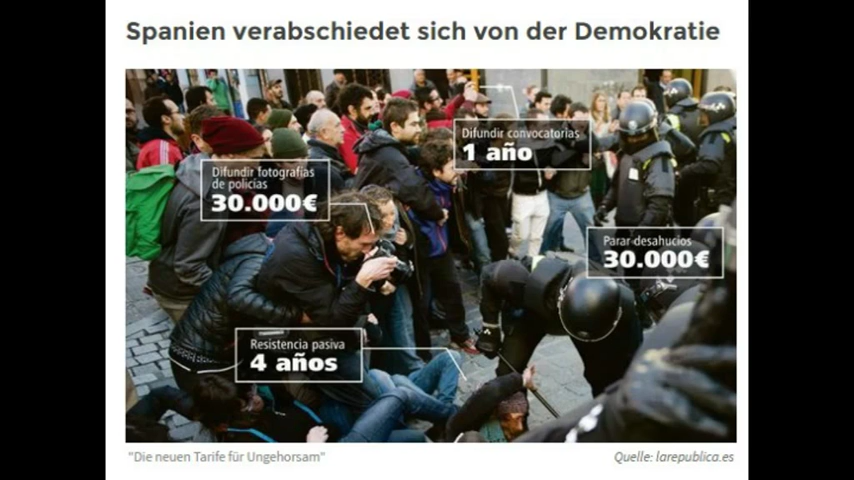 Spanien verabschiedet sich von der Demokratie
Difundir convocatorias
1 año
Difundir fotografías
de policías
30.000€
Parar desahucios
30.000€
Resistencia pasiva
4 años
"Die neuen Tarife für Ungehorsam"
Quelle: larepublica.es